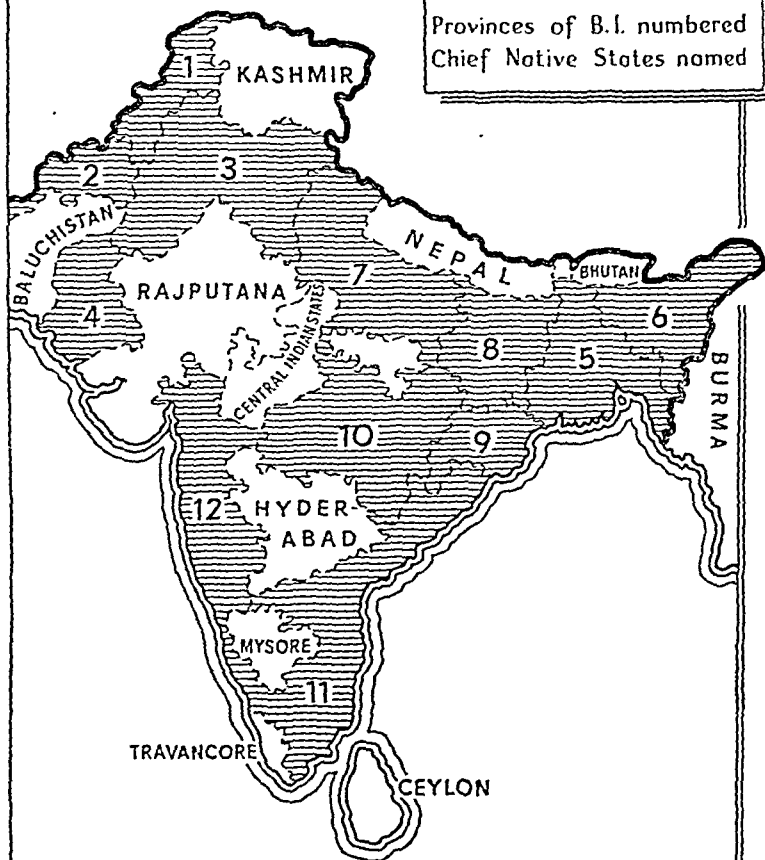 Provinces of B.I. numbered
Chief Native States named
1
KASHMIR
2
3
BALUCHISTAN
NEPAL
BHUTAN
4
RAJPUTANA
7
6
CENTRAL INDIAN STATES
8
5
BURMA
10
9
12
HYDER-
ABAD
MYSORE
11
TRAVANCORE
CEYLON